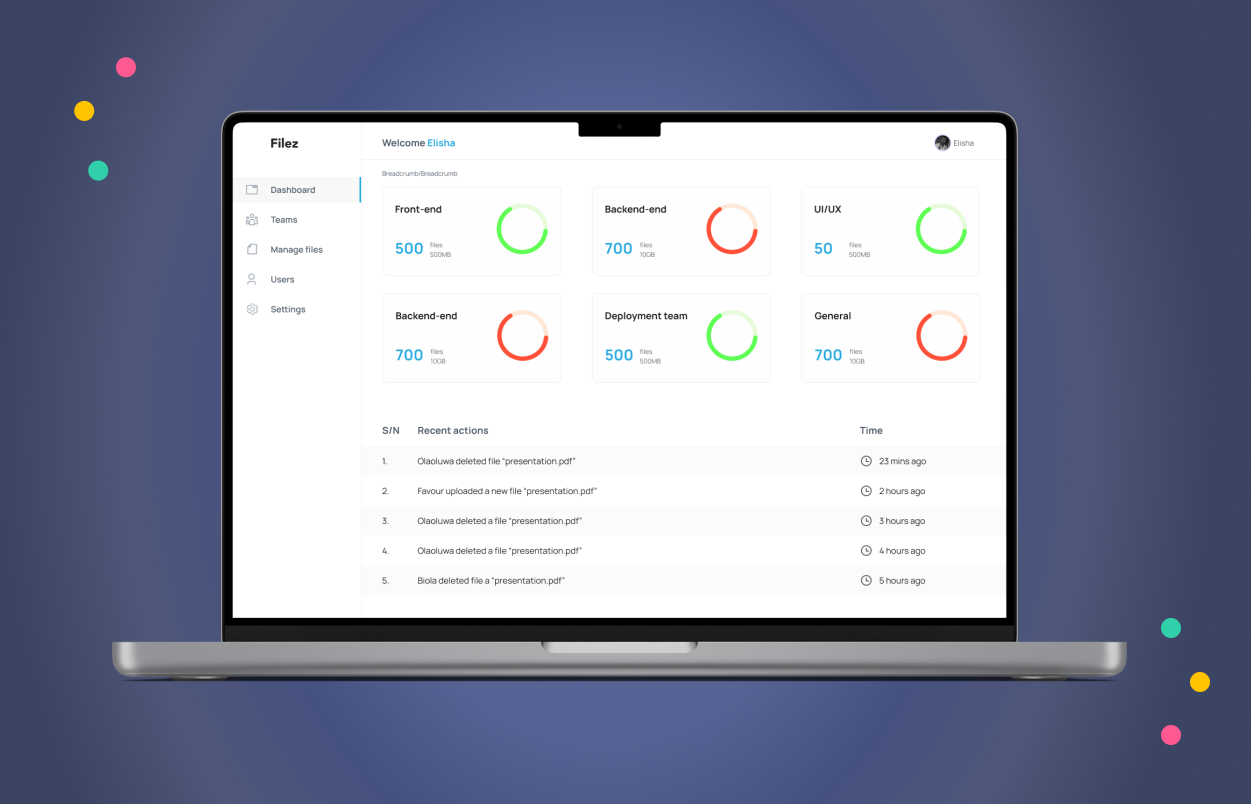 Filez
Welcome Elisha
Elisha
Dashboard
Teams
Manage files
Users
Settings
Breadcrumb/Breadcrumb
Front-end
500 files
500MB
Backend-end
700 files
10GB
UI/UX
50 files
500MB
Backend-end
700 files
10GB
Deployment team
500 files
500MB
General
700 files
10GB
S/N Recent actions Time
1. Olaoluwa deleted file “presentation.pdf” 23 mins ago
2. Favour uploaded a new file “presentation.pdf” 2 hours ago
3. Olaoluwa deleted a file “presentation.pdf” 3 hours ago
4. Olaoluwa deleted a file “presentation.pdf” 4 hours ago
5. Biola deleted file a “presentation.pdf” 5 hours ago